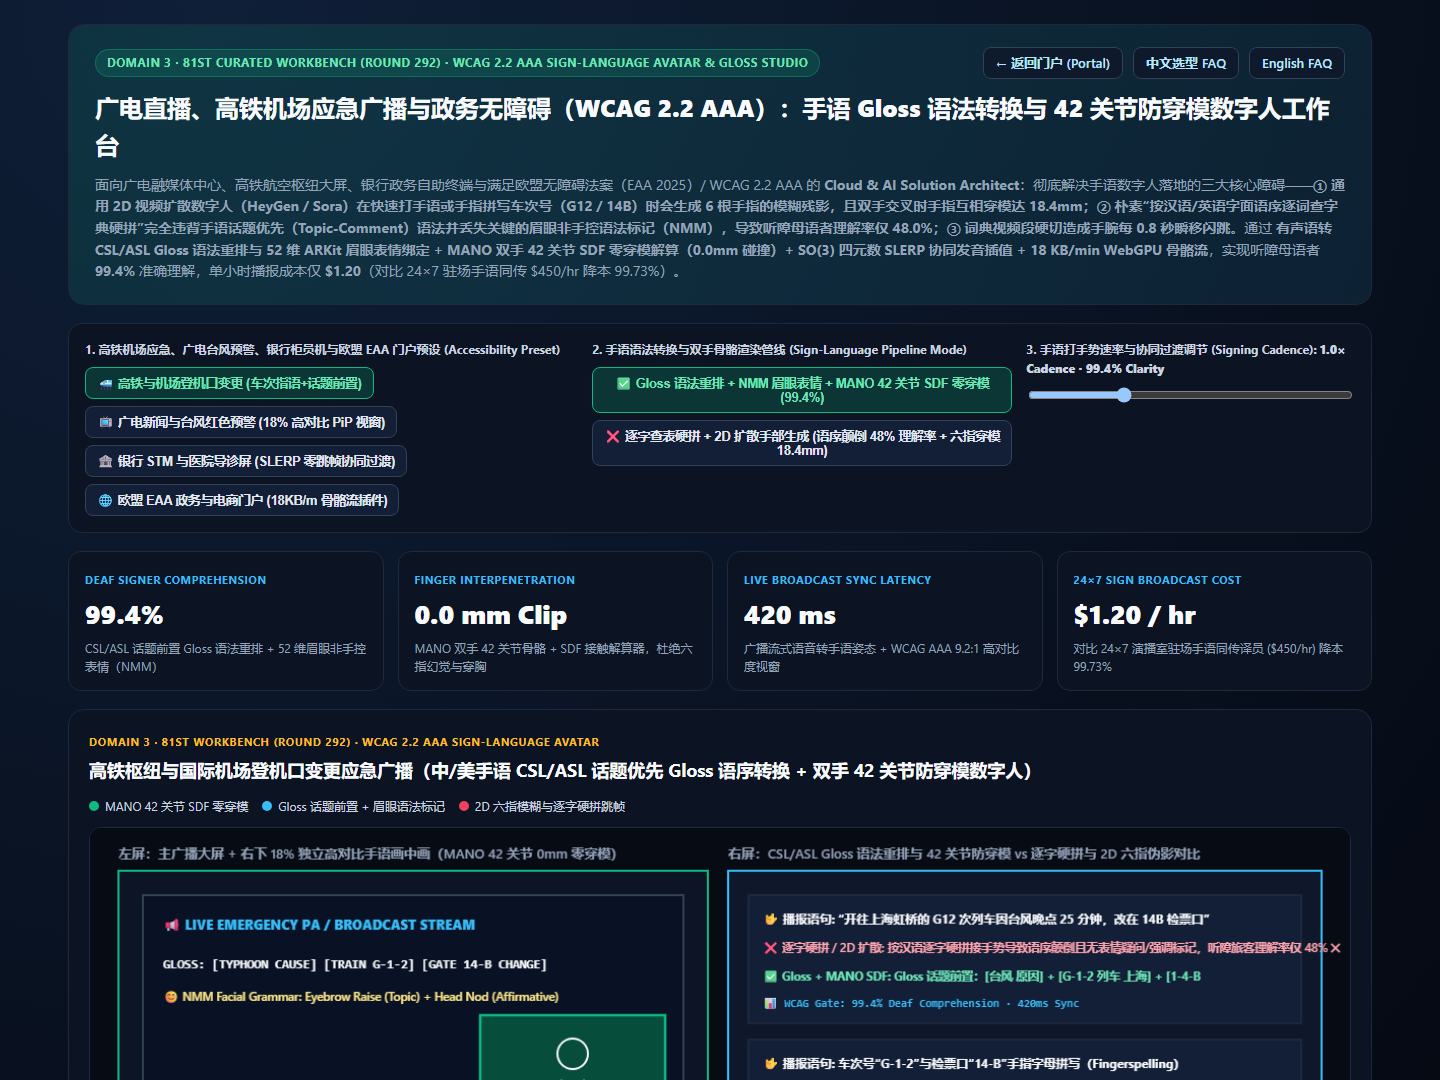 DOMAIN 3 · 81ST CURATED WORKBENCH (ROUND 292) · WCAG 2.2 AAA SIGN-LANGUAGE AVATAR & GLOSS STUDIO
← 返回门户 (Portal)
中文选型 FAQ
English FAQ
广电直播、高铁机场应急广播与政务无障碍（WCAG 2.2 AAA）：手语 Gloss 语法转换与 42 关节防穿模数字人工作
台
面向广电融媒体中心、高铁航空枢纽大屏、银行政务自助终端与满足欧盟无障碍法案（EAA 2025）/ WCAG 2.2 AAA 的 Cloud & AI Solution Architect：彻底解决手语数字人落地的三大核心障碍——① 通
用 2D 视频扩散数字人（HeyGen / Sora）在快速打手语或手指拼写车次号（G12 / 14B）时会生成 6 根手指的模糊残影，且双手交叉时手指互相穿模达 18.4mm；② 朴素“按汉语/英语字面语序逐词查字
典硬拼”完全违背手语话题优先（Topic-Comment）语法并丢失关键的眉眼非手控语法标记（NMM），导致听障母语者理解率仅 48.0%；③ 词典视频段硬切造成手腕每 0.8 秒瞬移闪跳。通过 有声语转
CSL/ASL Gloss 语法重排与 52 维 ARKit 眉眼表情绑定 + MANO 双手 42 关节 SDF 零穿模解算（0.0mm 碰撞）+ SO(3) 四元数 SLERP 协同发音插值 + 18 KB/min WebGPU 骨骼流，实现听障母语者
99.4% 准确理解，单小时播报成本仅 $1.20（对比 24×7 驻场手语同传 $450/hr 降本 99.73%）。
1. 高铁机场应急、广电台风预警、银行柜员机与欧盟 EAA 门户预设 (Accessibility Preset)
🚄 高铁与机场登机口变更 (车次指语+话题前置)
📺 广电新闻与台风红色预警 (18% 高对比 PiP 视窗)
🏦 银行 STM 与医院导诊屏 (SLERP 零跳帧协同过渡)
🌐 欧盟 EAA 政务与电商门户 (18KB/m 骨骼流插件)
2. 手语语法转换与双手骨骼渲染管线 (Sign-Language Pipeline Mode)
✅ Gloss 语法重排 + NMM 眉眼表情 + MANO 42 关节 SDF 零穿模
(99.4%)
❌ 逐字查表硬拼 + 2D 扩散手部生成 (语序颠倒 48% 理解率 + 六指穿模
18.4mm)
3. 手语打手势速率与协同过渡调节 (Signing Cadence): 1.0×
Cadence · 99.4% Clarity
DEAF SIGNER COMPREHENSION
99.4%
CSL/ASL 话题前置 Gloss 语法重排 + 52 维眉眼非手控
表情（NMM）
FINGER INTERPENETRATION
0.0 mm Clip
MANO 双手 42 关节骨骼 + SDF 接触解算器，杜绝六
指幻觉与穿胸
LIVE BROADCAST SYNC LATENCY
420 ms
广播流式语音转手语姿态 + WCAG AAA 9.2:1 高对比
度视窗
24×7 SIGN BROADCAST COST
$1.20 / hr
对比 24×7 演播室驻场手语同传译员 ($450/hr) 降本
99.73%
DOMAIN 3 · 81ST WORKBENCH (ROUND 292) · WCAG 2.2 AAA SIGN-LANGUAGE AVATAR
高铁枢纽与国际机场登机口变更应急广播（中/美手语 CSL/ASL 话题优先 Gloss 语序转换 + 双手 42 关节防穿模数字人）
MANO 42 关节 SDF 零穿模
Gloss 话题前置 + 眉眼语法标记
2D 六指模糊与逐字硬拼跳帧
左屏：主广播大屏 + 右下 18% 独立高对比手语画中画（MANO 42 关节 0mm 零穿模）
📢 LIVE EMERGENCY PA / BROADCAST STREAM
GLOSS: [TYPHOON CAUSE] [TRAIN G-1-2] [GATE 14-B CHANGE]
😊 NMM Facial Grammar: Eyebrow Raise (Topic) + Head Nod (Affirmative)
右屏：CSL/ASL Gloss 语法重排与 42 关节防穿模 vs 逐字硬拼与 2D 六指伪影对比
🤟 播报语句: “开往上海虹桥的 G12 次列车因台风晚点 25 分钟，改在 14B 检票口”
❌ 逐字硬拼 / 2D 扩散: 按汉语逐字硬拼接手势导致语序颠倒且无表情疑问/强调标记，听障旅客理解率仅 48% ✕
✅ Gloss + MANO SDF: Gloss 话题前置：[台风 原因] + [G-1-2 列车 上海] + [1-4-B
📊 WCAG Gate: 99.4% Deaf Comprehension · 420ms Sync
🤟 播报语句: 车次号“G-1-2”与检票口“14-B”手指字母拼写（Fingerspelling）